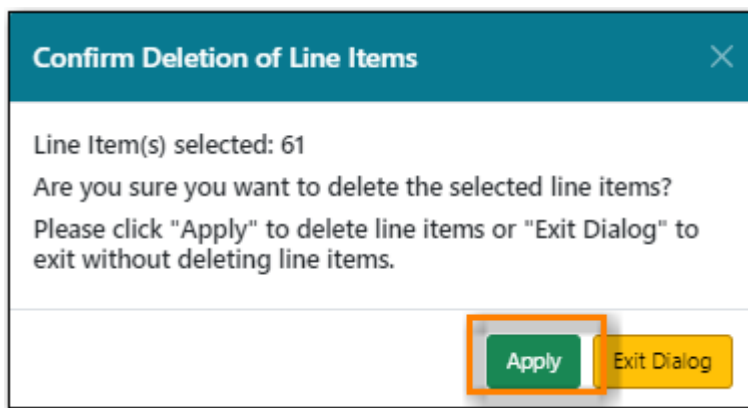 Confirm Deletion of Line Items
Line Item(s) selected: 61
Are you sure you want to delete the selected line items?
Please click "Apply" to delete line items or "Exit Dialog" to
exit without deleting line items.
Apply
Exit Dialog